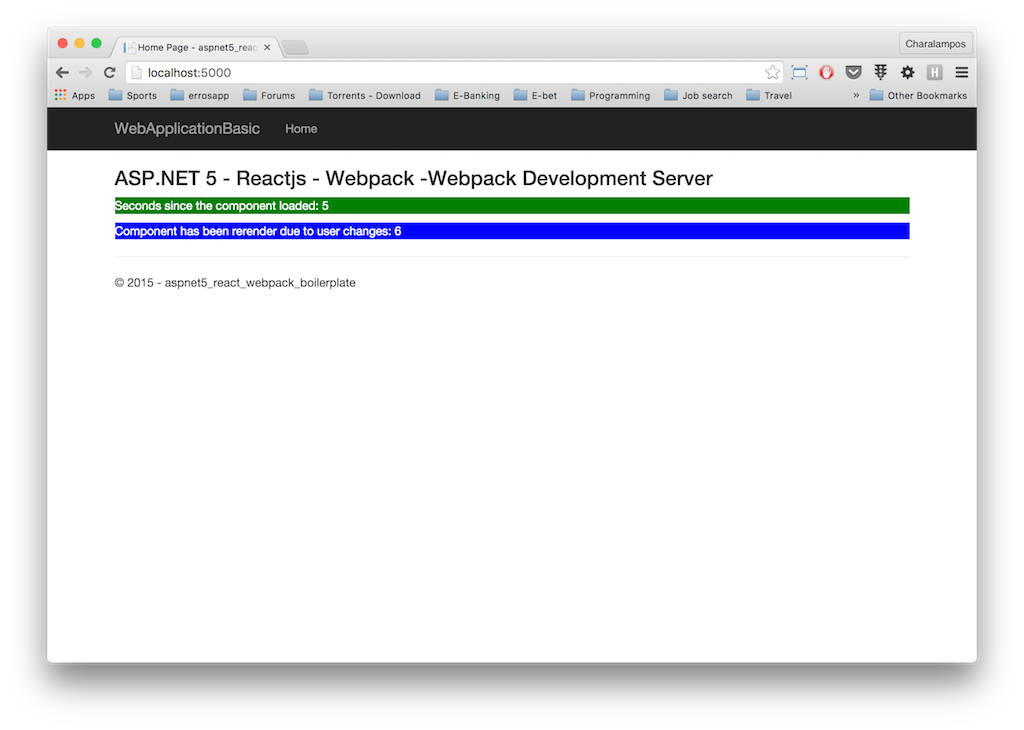 Home Page - aspnet5_reac
Charalampos
localhost:5000
Apps Sports errosapp Forums Torrents - Download E-Banking E-bet Programming Job search Travel » Other Bookmarks
WebApplicationBasic Home
ASP.NET 5 - Reactjs - Webpack -Webpack Development Server
Seconds since the component loaded: 5
Component has been rerender due to user changes: 6
© 2015 - aspnet5_react_webpack_boilerplate